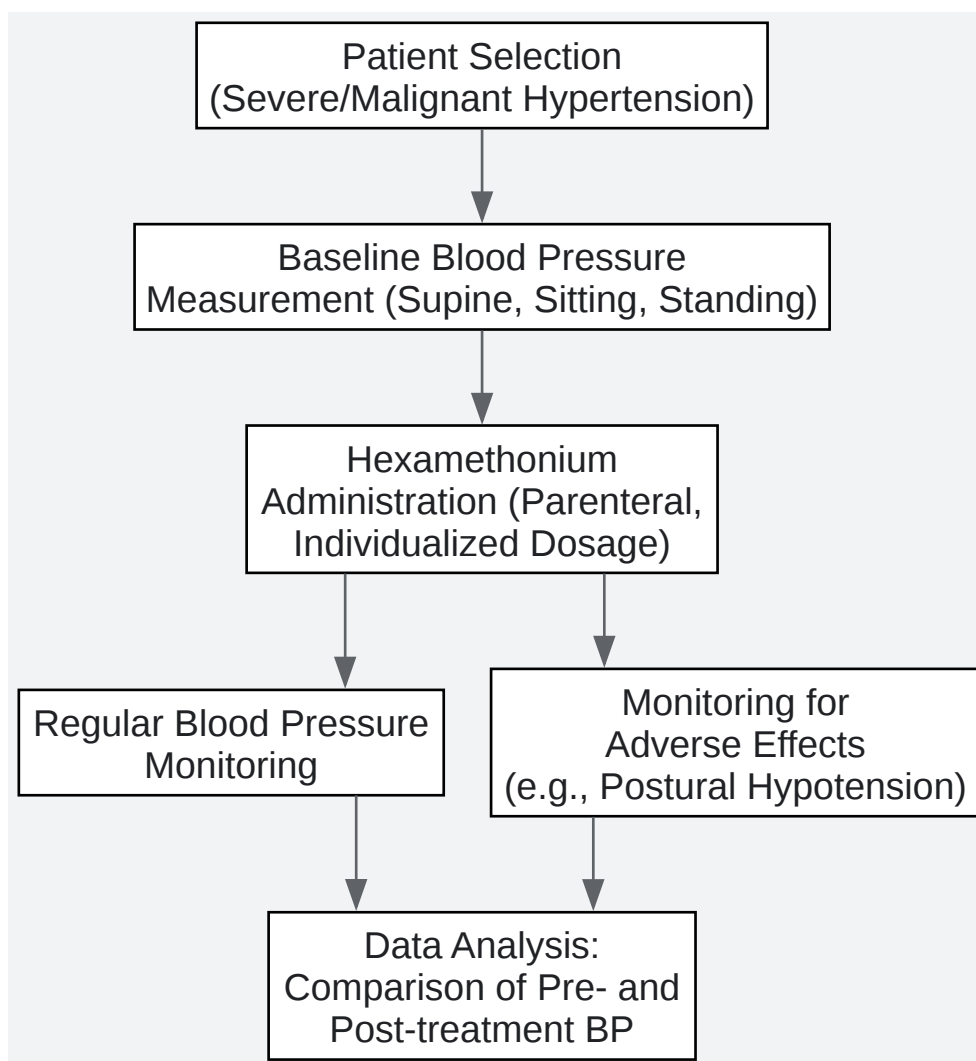 Patient Selection
(Severe/Malignant Hypertension)
Baseline Blood Pressure
Measurement (Supine, Sitting, Standing)
Hexamethonium
Administration (Parenteral,
Individualized Dosage)
Regular Blood Pressure
Monitoring
Monitoring for
Adverse Effects
(e.g., Postural Hypotension)
Data Analysis:
Comparison of Pre- and
Post-treatment BP